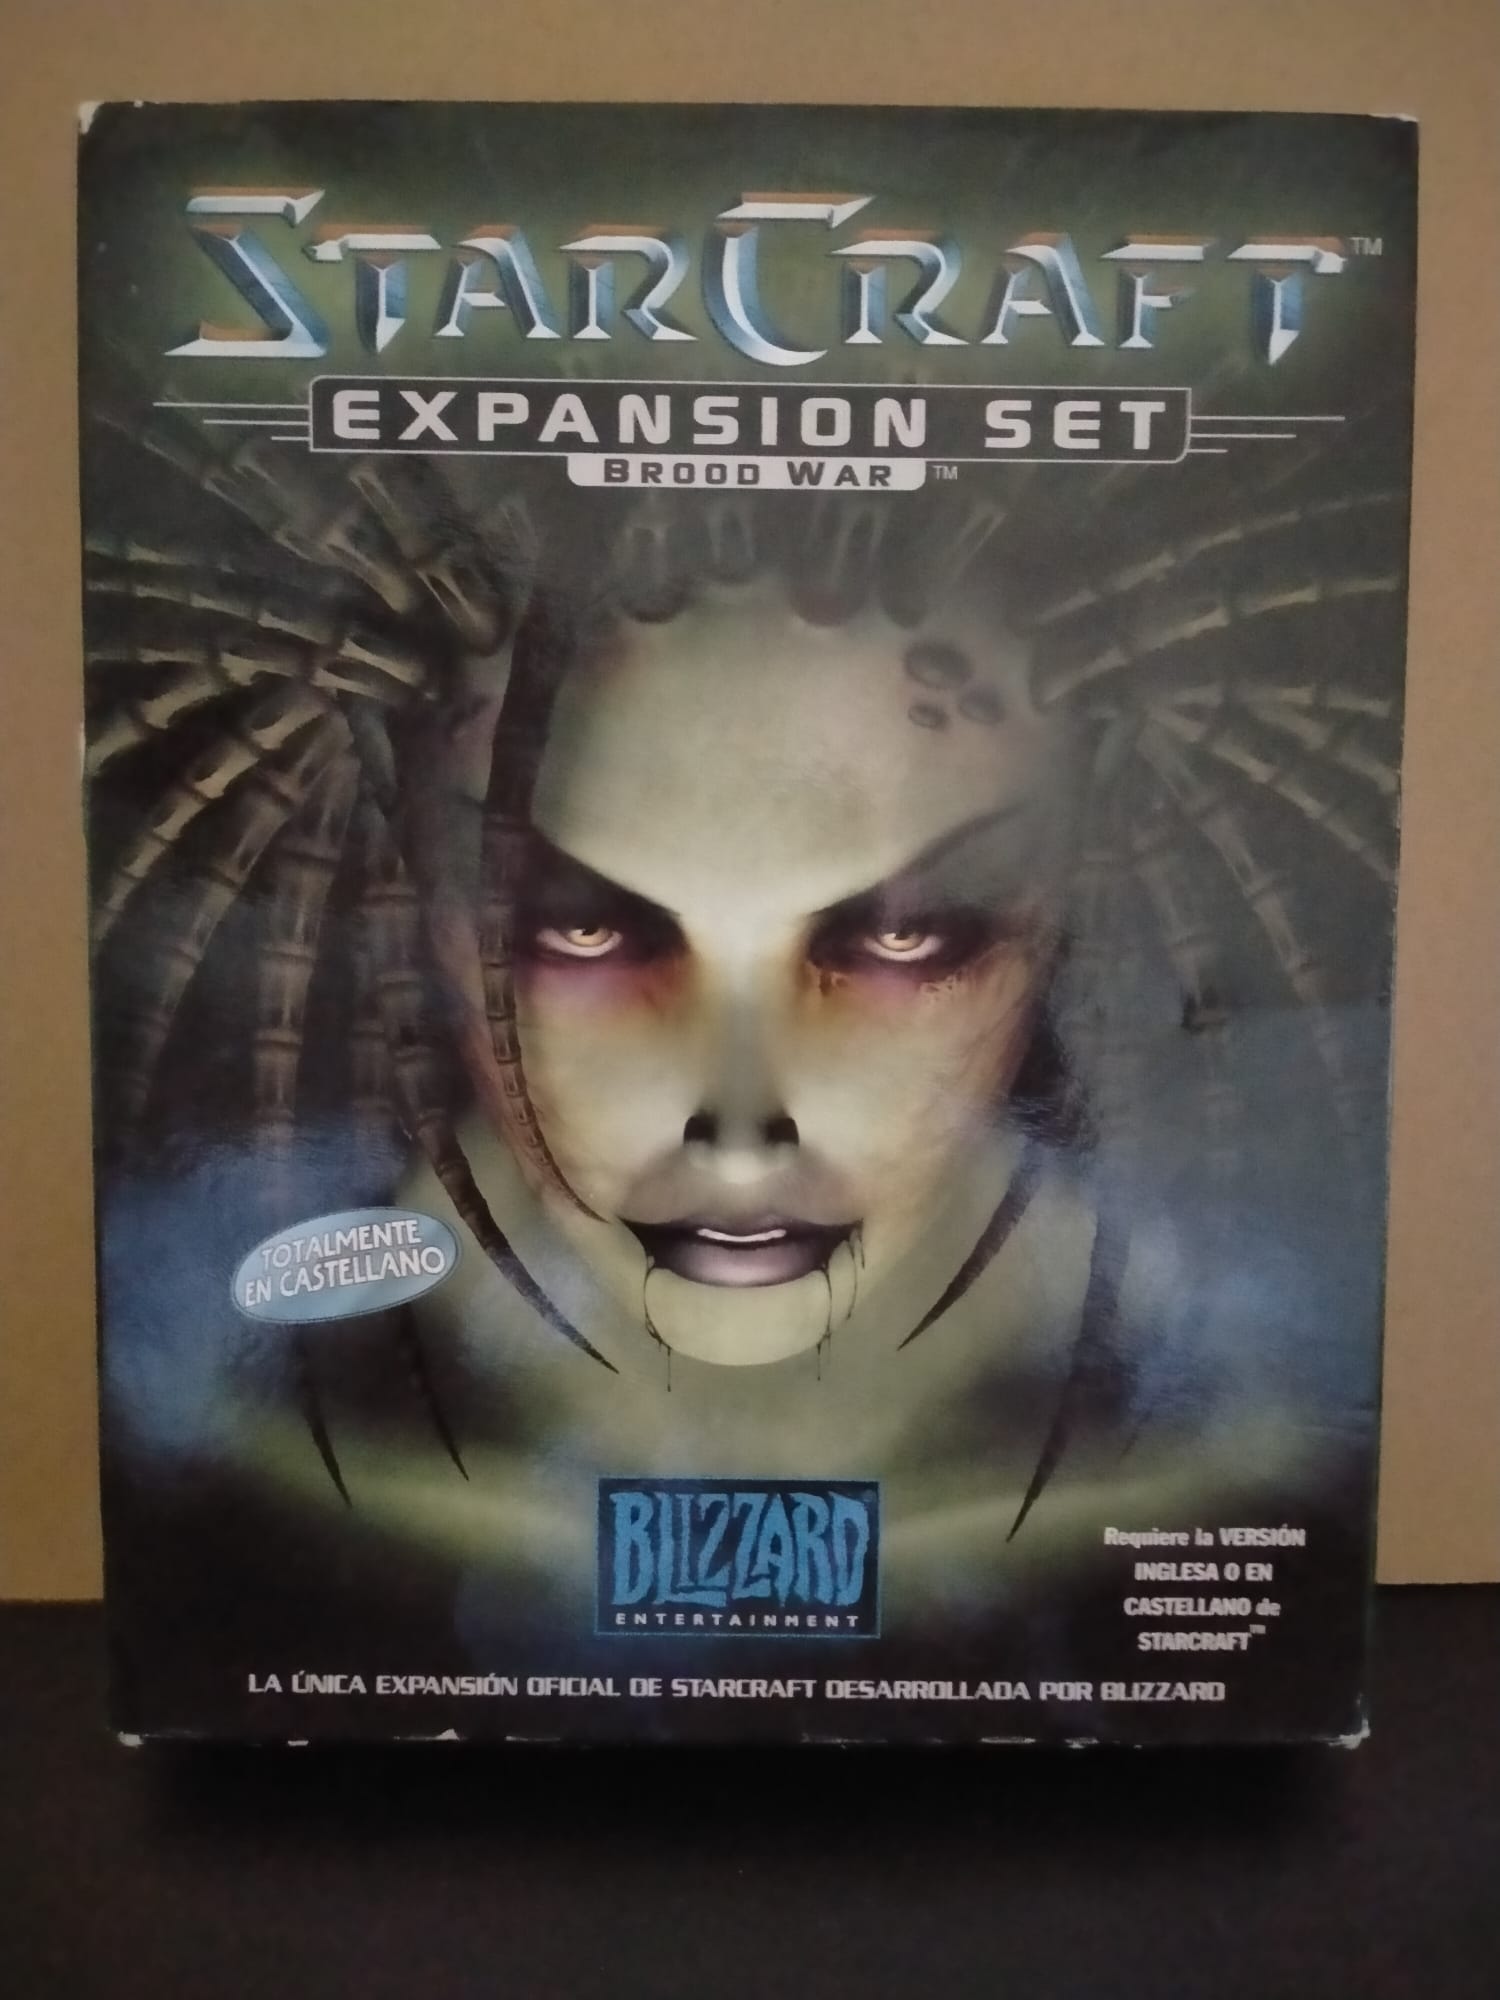 STARCRAFT™
EXPANSION SET
BROOD WAR™
TOTALMENTE
EN CASTELLANO
BLIZZARD®
ENTERTAINMENT
Requiere la VERSIÓN
INGLESA O EN
CASTELLANO de
STARCRAFT™
LA ÚNICA EXPANSIÓN OFICIAL DE STARCRAFT DESARROLLADA POR BLIZZARD